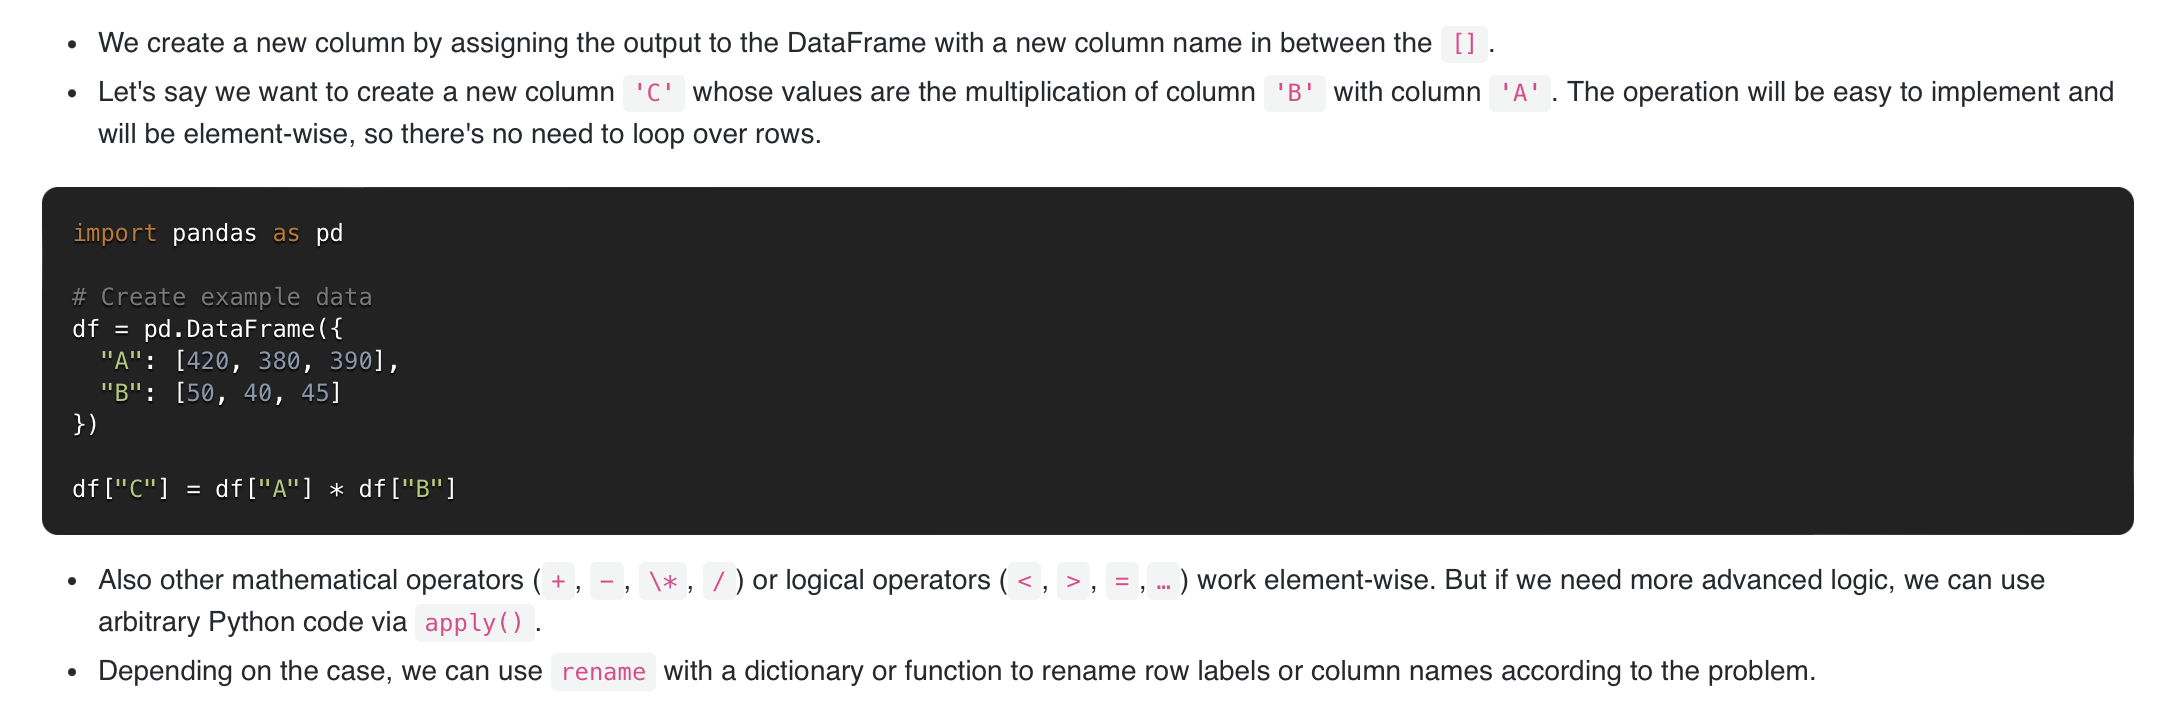 • We create a new column by assigning the output to the DataFrame with a new column name in between the [] .
• Let's say we want to create a new column 'C' whose values are the multiplication of column 'B' with column 'A'. The operation will be easy to implement and
will be element-wise, so there's no need to loop over rows.
import pandas as pd

# Create example data
df = pd.DataFrame({
  "A": [420, 380, 390],
  "B": [50, 40, 45]
})

df["C"] = df["A"] * df["B"]
• Also other mathematical operators (+, −, \*, /) or logical operators (<, >, =,…) work element-wise. But if we need more advanced logic, we can use
arbitrary Python code via apply().
• Depending on the case, we can use rename with a dictionary or function to rename row labels or column names according to the problem.